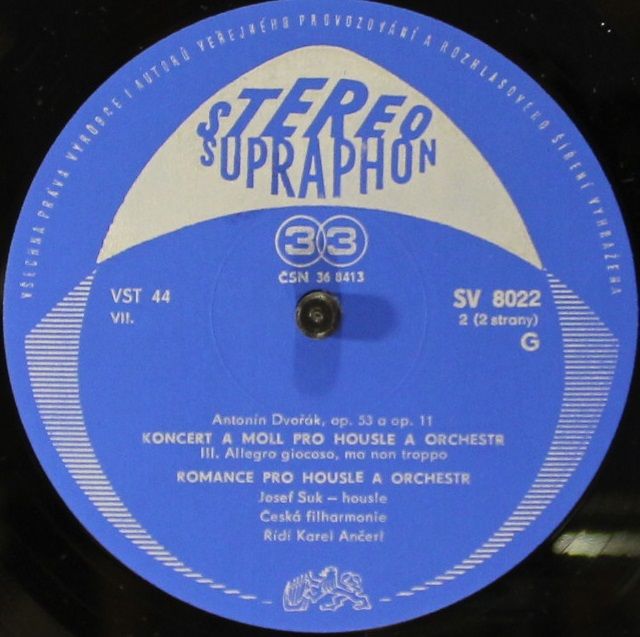 VŠECHNA PRÁVA VÝROBCE I AUTORŮ VEŘEJNÉHO PROVOZOVÁNÍ A ROZHLASOVÉHO ŠÍŘENÍ VYHRAŽENA
STEREO
SUPRAPHON
33
ČSN 36 8413
VST 44
SV 8022
VII.
2 (2 strany)
G
Antonín Dvořák, op. 53 a op. 11
KONCERT A MOLL PRO HOUSLE A ORCHESTR
III. Allegro giocoso, ma non troppo
ROMANCE PRO HOUSLE A ORCHESTR
Josef Suk – housle
Česká filharmonie
Řídí Karel Ančerl